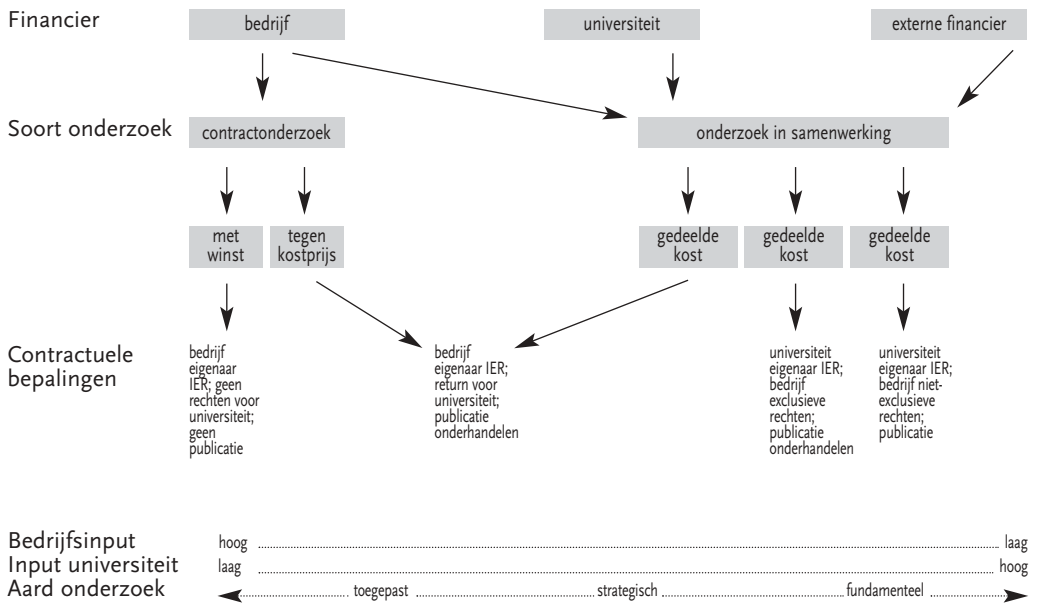 Financier
bedrijf
universiteit
externe financier
Soort onderzoek
contractonderzoek
onderzoek in samenwerking
met
winst
tegen
kostprijs
gedeelde
kost
gedeelde
kost
gedeelde
kost
Contractuele
bepalingen
bedrijf
eigenaar
IER; geen
rechten voor
universiteit;
geen
publicatie
bedrijf
eigenaar IER;
return voor
universiteit;
publicatie
onderhandelen
universiteit
eigenaar IER;
bedrijf
exclusieve
rechten;
publicatie
onderhandelen
universiteit
eigenaar IER;
bedrijf niet-
exclusieve
rechten;
publicatie
Bedrijfsinput hoog laag
Input universiteit laag hoog
Aard onderzoek toegepast strategisch fundamenteel